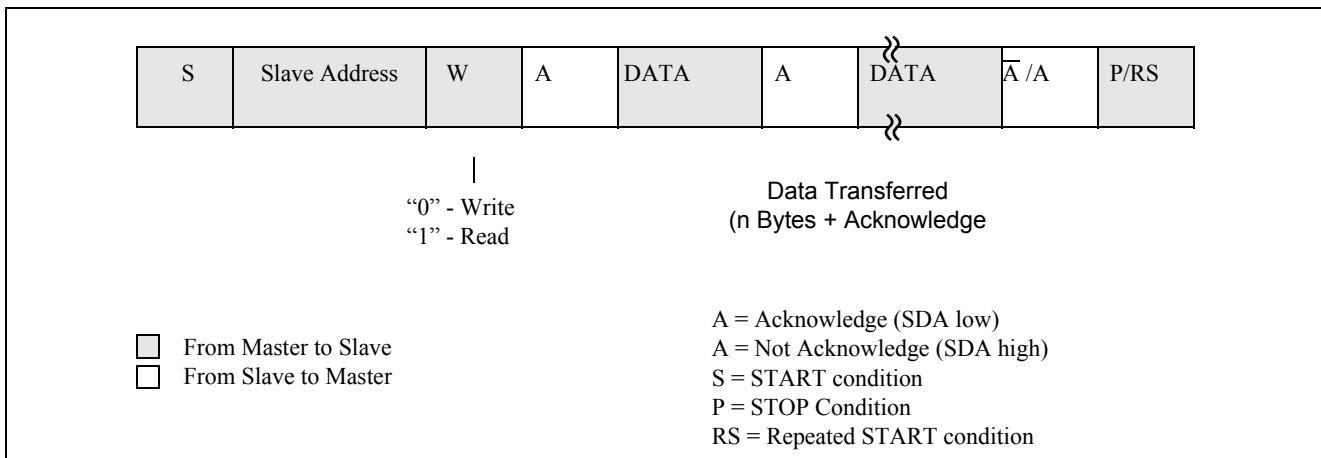 S Slave Address W A DATA A DATA A̅ /A P/RS
“0” - Write
“1” - Read
Data Transferred
(n Bytes + Acknowledge
From Master to Slave
From Slave to Master
A = Acknowledge (SDA low)
A = Not Acknowledge (SDA high)
S = START condition
P = STOP Condition
RS = Repeated START condition